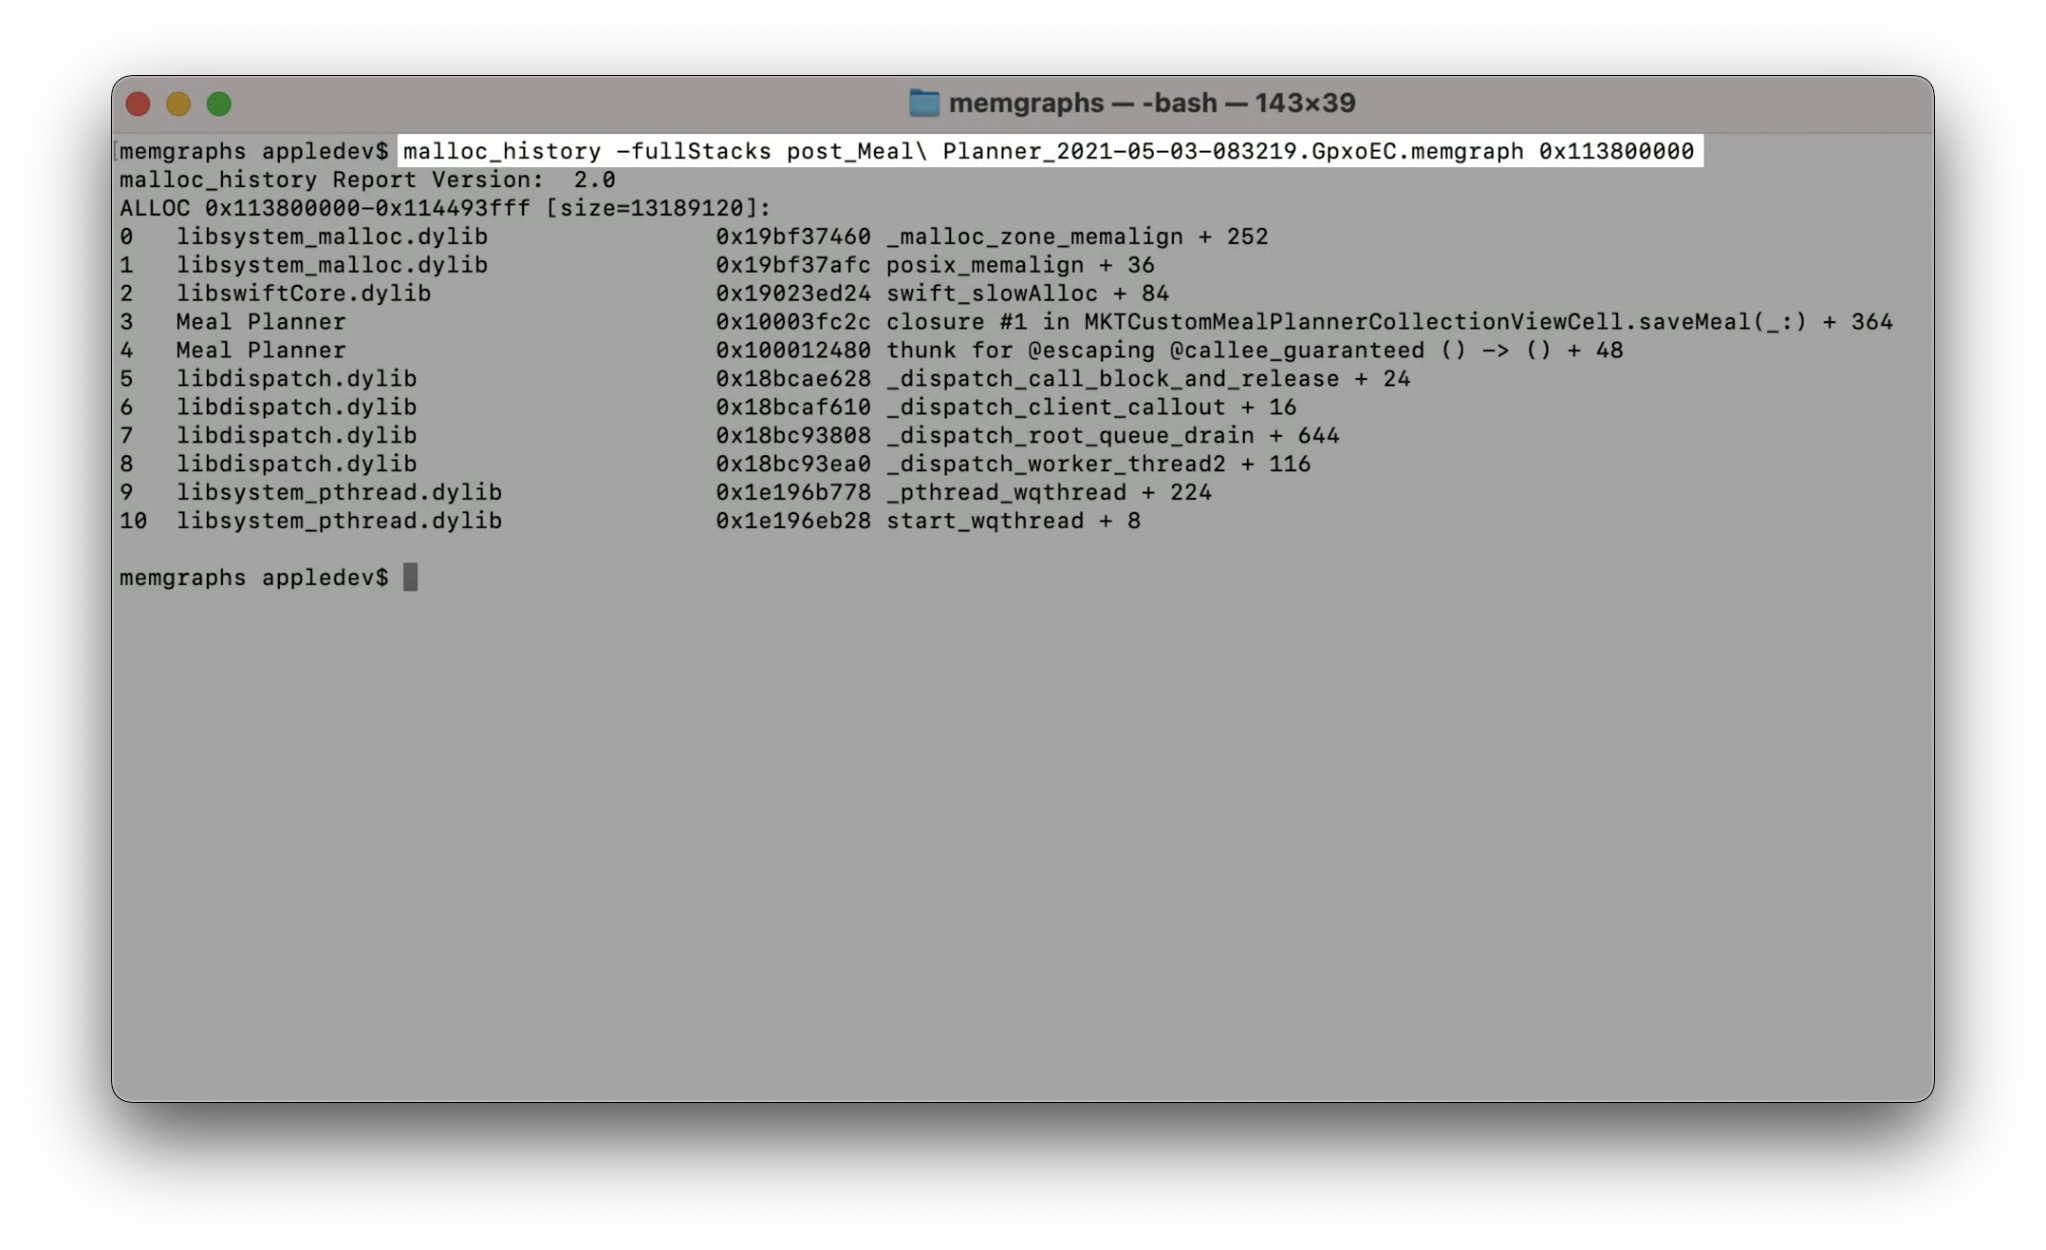 memgraphs — -bash — 143×39
memgraphs appledev$ malloc_history -fullStacks post_Meal\ Planner_2021-05-03-083219.GpxoEC.memgraph 0x113800000
malloc_history Report Version:  2.0
ALLOC 0x113800000-0x114493fff [size=13189120]:
0   libsystem_malloc.dylib                0x19bf37460 _malloc_zone_memalign + 252
1   libsystem_malloc.dylib                0x19bf37afc posix_memalign + 36
2   libswiftCore.dylib                    0x19023ed24 swift_slowAlloc + 84
3   Meal Planner                          0x10003fc2c closure #1 in MKTCustomMealPlannerCollectionViewCell.saveMeal(_:) + 364
4   Meal Planner                          0x100012480 thunk for @escaping @callee_guaranteed () -> () + 48
5   libdispatch.dylib                     0x18bcae628 _dispatch_call_block_and_release + 24
6   libdispatch.dylib                     0x18bcaf610 _dispatch_client_callout + 16
7   libdispatch.dylib                     0x18bc93808 _dispatch_root_queue_drain + 644
8   libdispatch.dylib                     0x18bc93ea0 _dispatch_worker_thread2 + 116
9   libsystem_pthread.dylib               0x1e196b778 _pthread_wqthread + 224
10  libsystem_pthread.dylib               0x1e196eb28 start_wqthread + 8
memgraphs appledev$